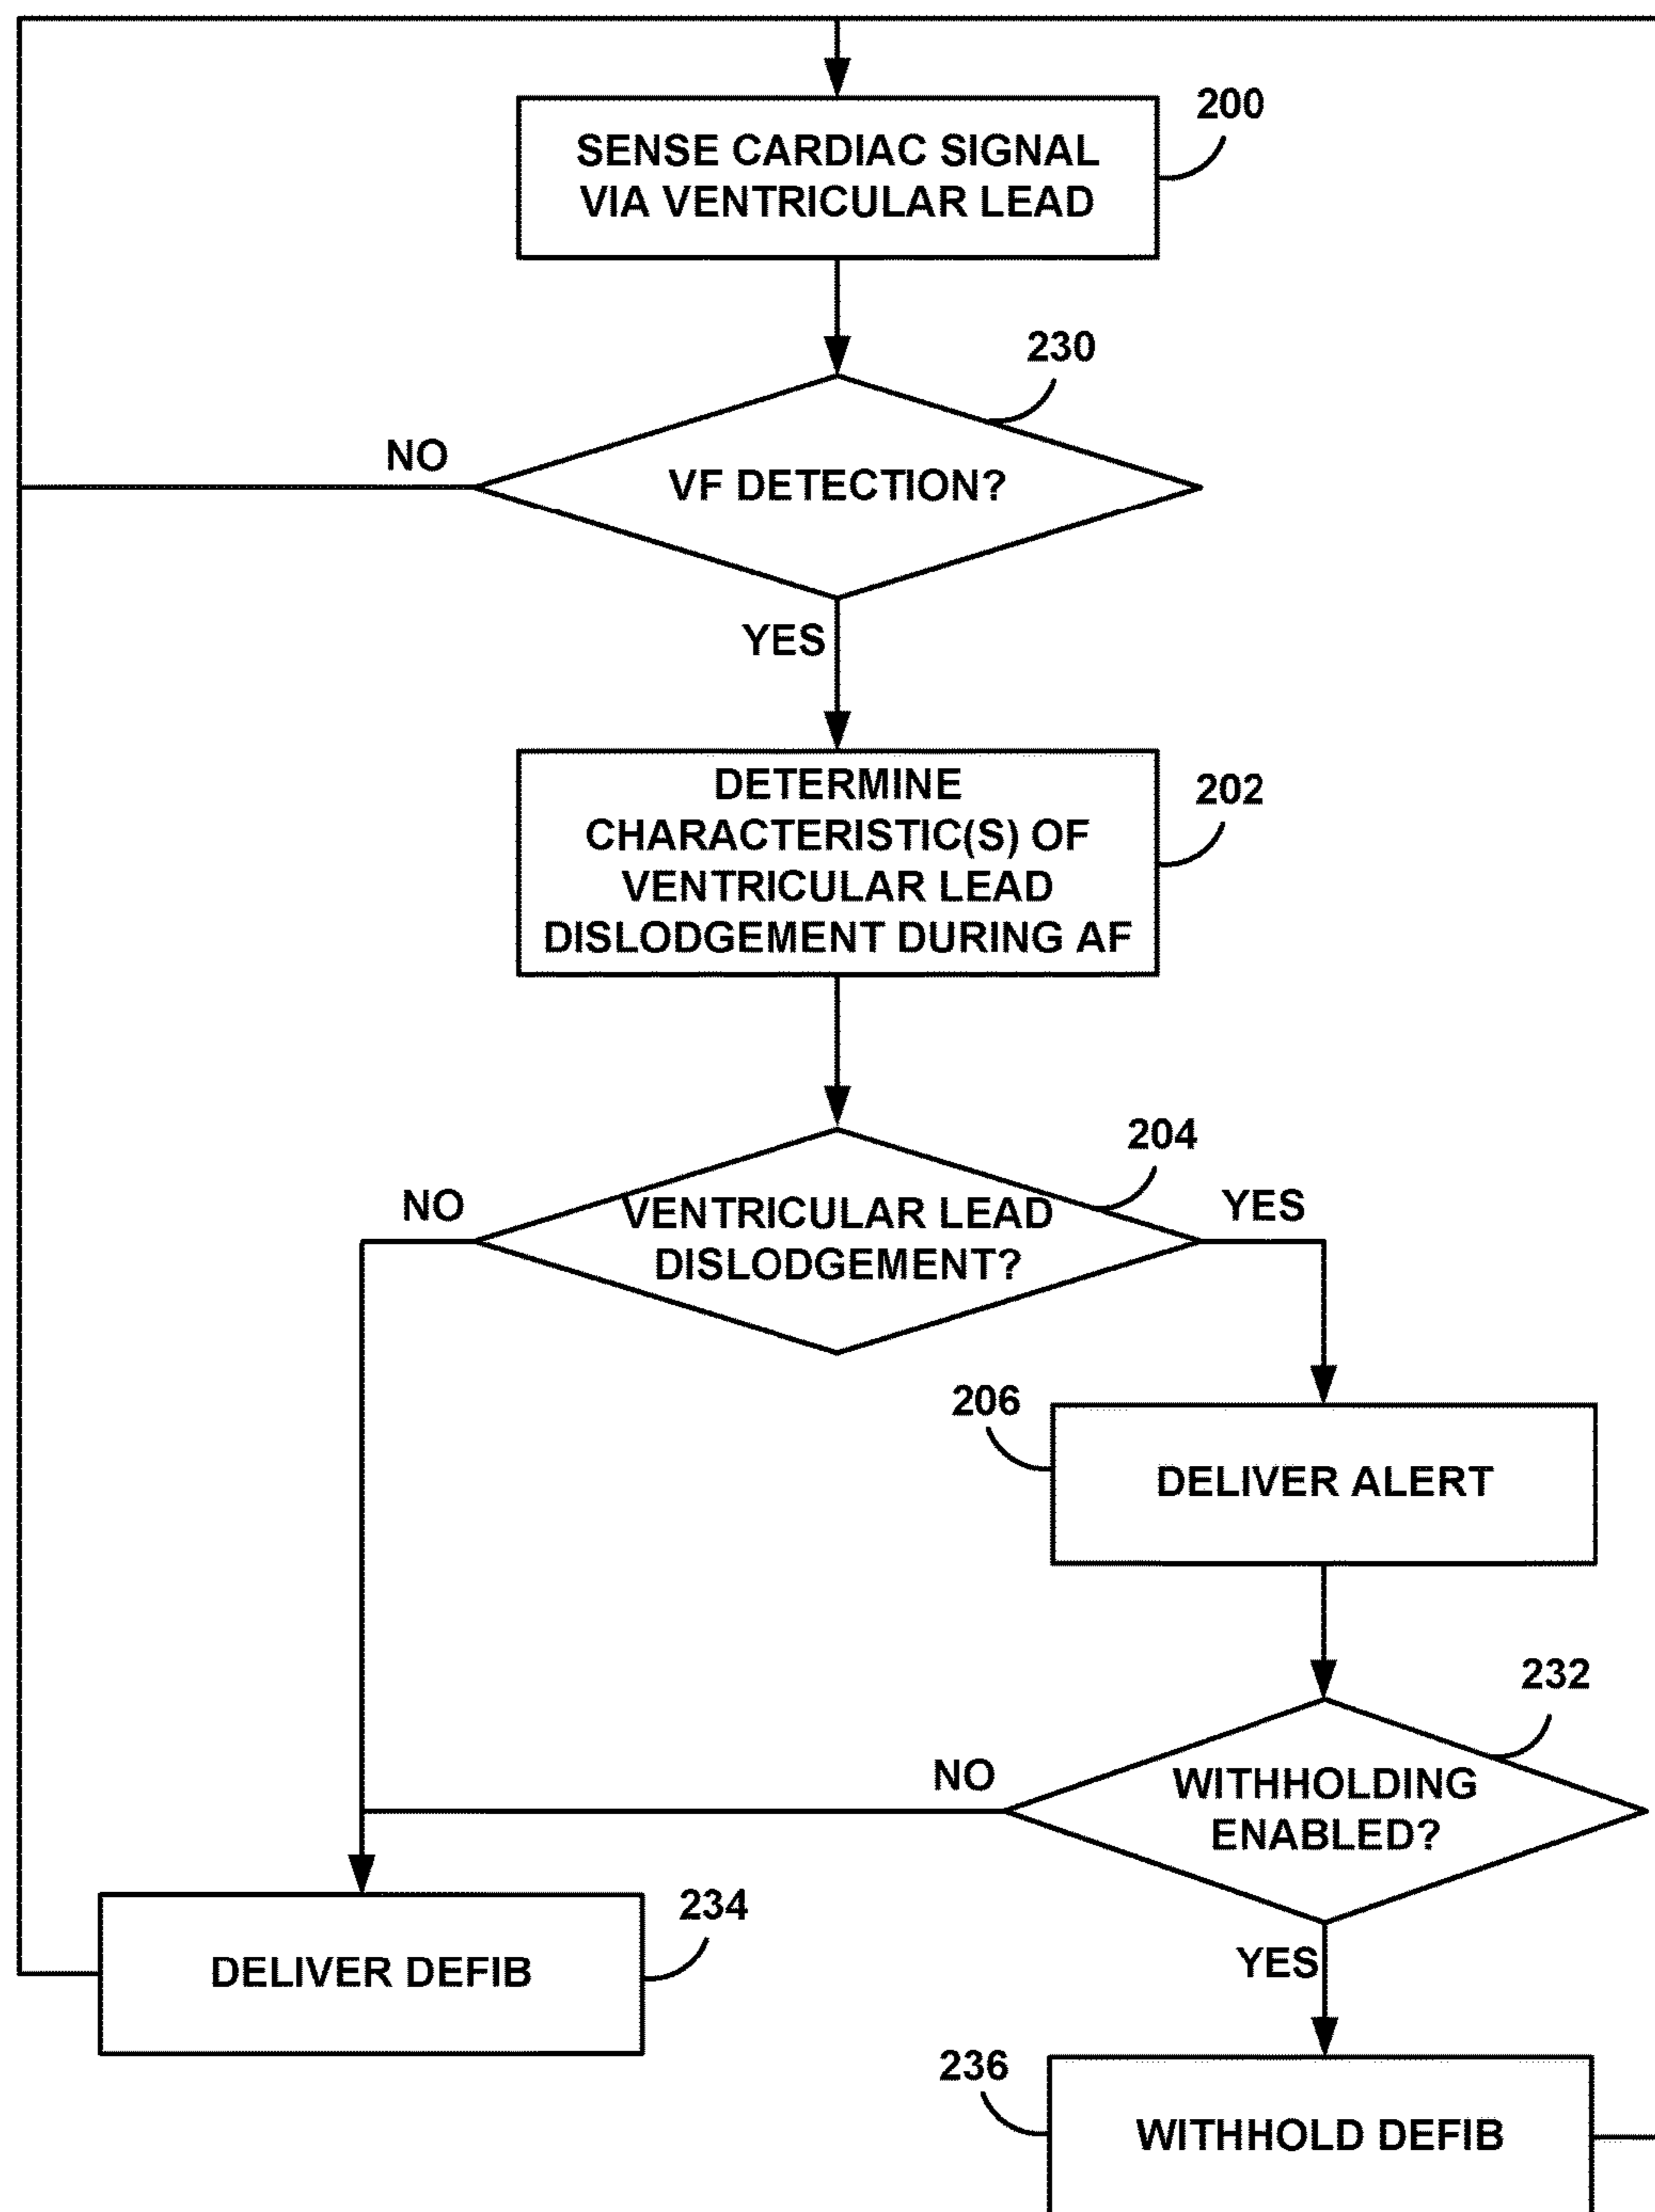 200
SENSE CARDIAC SIGNAL
VIA VENTRICULAR LEAD
230
NO
VF DETECTION?
YES
DETERMINE
CHARACTERISTIC(S) OF
VENTRICULAR LEAD
DISLODGEMENT DURING AF
202
204
NO
VENTRICULAR LEAD
DISLODGEMENT?
YES
206
DELIVER ALERT
232
NO
WITHHOLDING
ENABLED?
234
DELIVER DEFIB
YES
236
WITHHOLD DEFIB